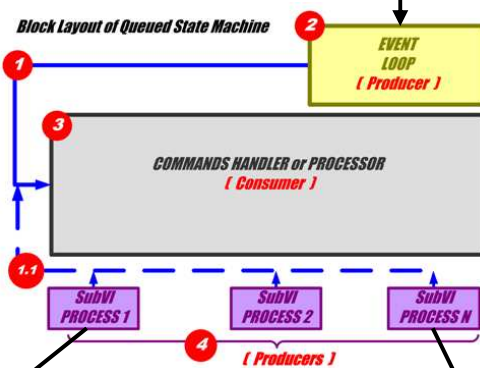 Block Layout of Queued State Machine
2
EVENT
LOOP
( Producer )
1
3
COMMANDS HANDLER or PROCESSOR
( Consumer )
1.1
SubVI
PROCESS 1
SubVI
PROCESS 2
SubVI
PROCESS N
4
( Producers )